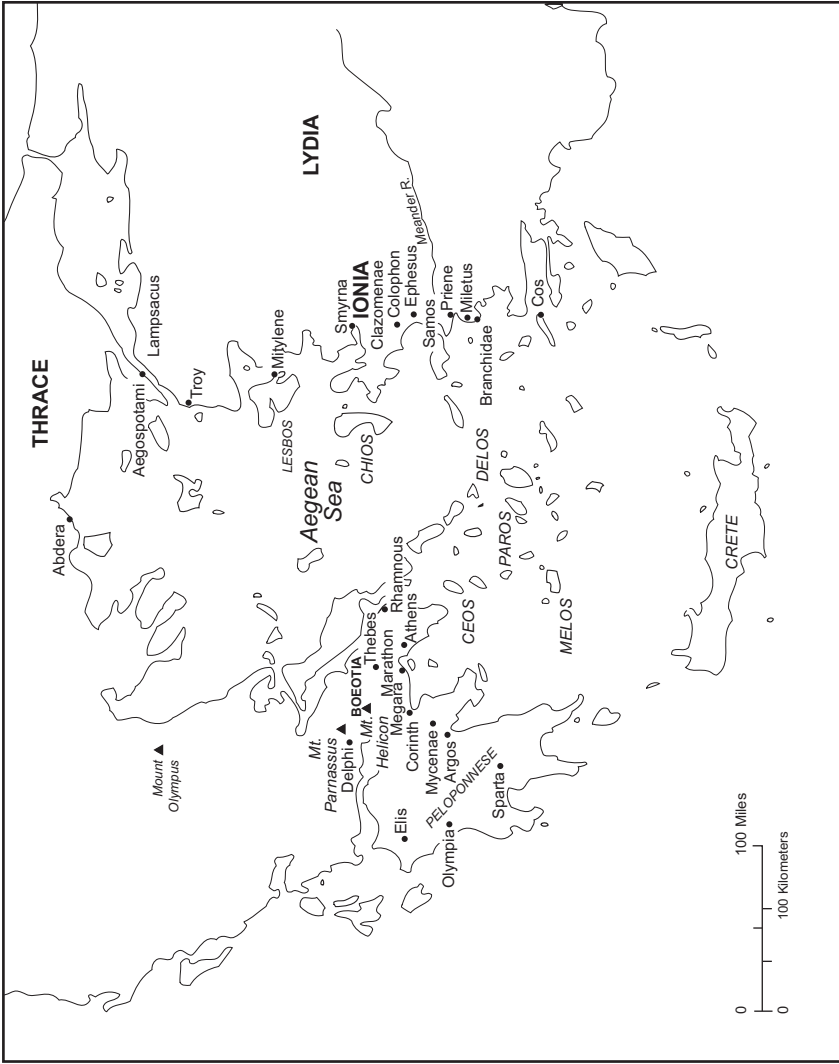 THRACE
Abdera
Aegospotami
Lampsacus
Troy
Mount
Olympus
LYDIA
Mitylene
LESBOS
Aegean
Sea
Smyrna
IONIA
CHIOS
Clazomenae
Colophon
Ephesus
Meander R.
Samos
Priene
Miletus
Branchidae
Cos
Mt.
Parnassus
Delphi
BOEOTIA
Mt.
Helicon
Thebes
Rhamnous
Marathon
Athens
Megara
Corinth
Mycenae
Argos
Elis
Olympia
PELOPONNESE
Sparta
CEOS
DELOS
PAROS
MELOS
CRETE
0
100 Miles
0
100 Kilometers